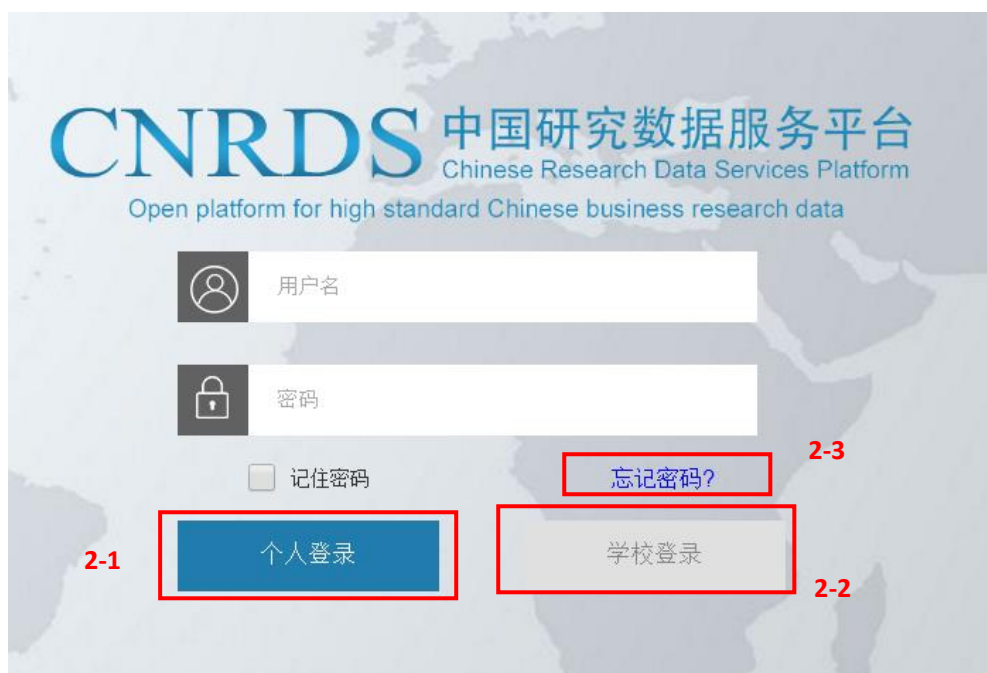 CNRDS 中国研究数据服务平台
Chinese Research Data Services Platform
Open platform for high standard Chinese business research data
用户名
密码
记住密码
忘记密码?
2-3
2-1
个人登录
学校登录
2-2